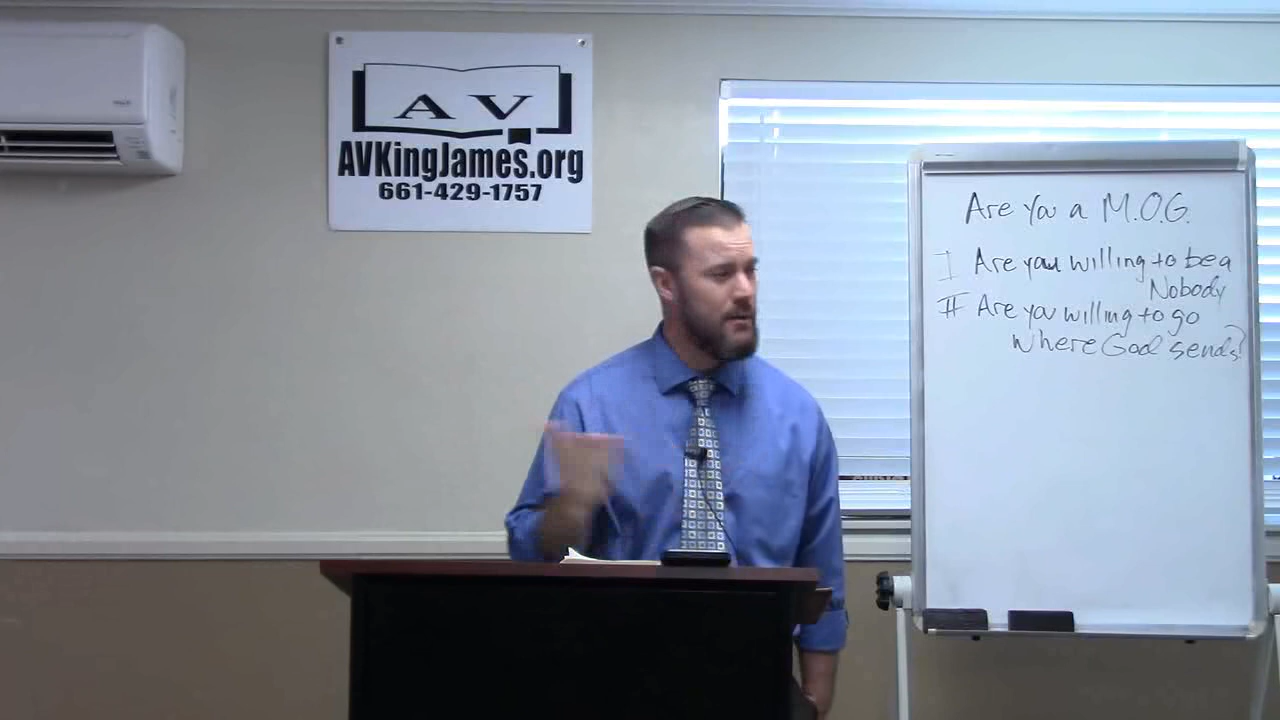 A V
AVKingJames.org
661-429-1757
Are You a M.O.G.
I Are you willing to be a
Nobody
II Are you willing to go
where God sends?